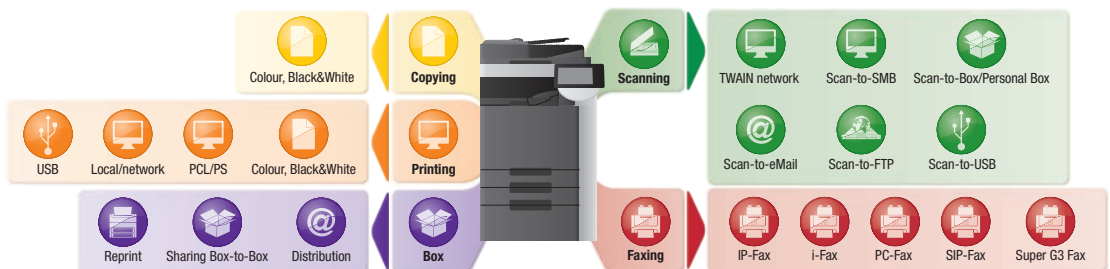 Colour, Black&White
Copying
Scanning
TWAIN network
Scan-to-SMB
Scan-to-Box/Personal Box
USB
Local/network
PCL/PS
Colour, Black&White
Printing
Scan-to-eMail
Scan-to-FTP
Scan-to-USB
Reprint
Sharing Box-to-Box
Distribution
Box
Faxing
IP-Fax
i-Fax
PC-Fax
SIP-Fax
Super G3 Fax